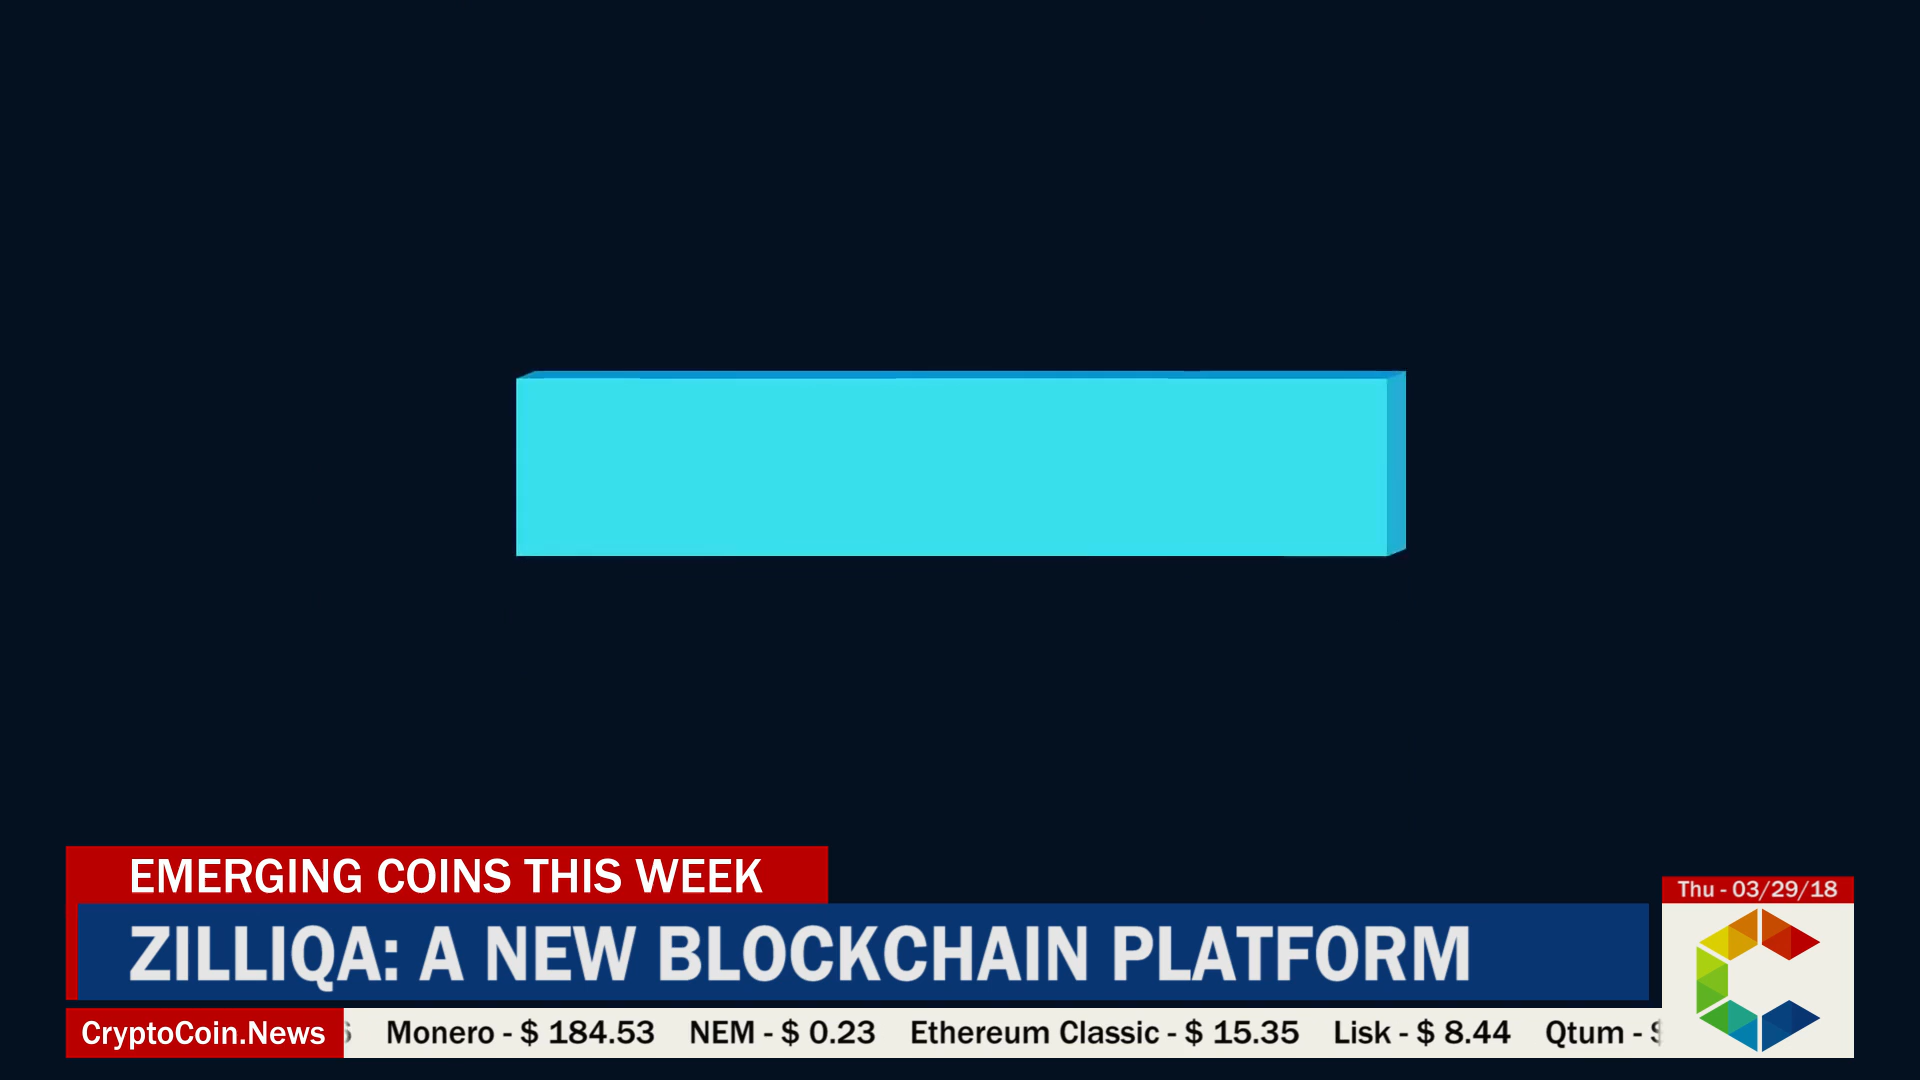 EMERGING COINS THIS WEEK
Thu - 03/29/18
ZILLIQA: A NEW BLOCKCHAIN PLATFORM
CryptoCoin.News Monero - $ 184.53 NEM - $ 0.23 Ethereum Classic - $ 15.35 Lisk - $ 8.44 Qtum -